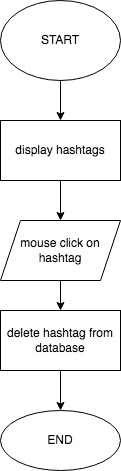 START
display hashtags
mouse click on
hashtag
delete hashtag from
database
END